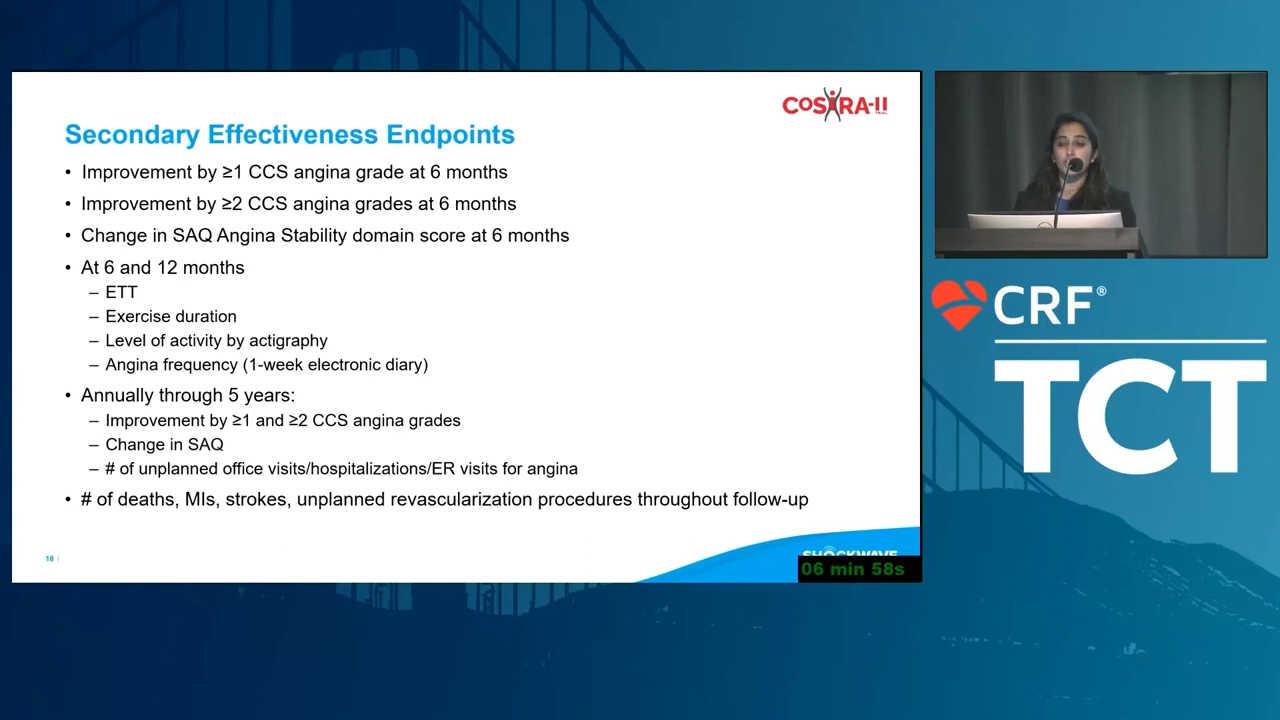 COSIRA-II
TRIAL
Secondary Effectiveness Endpoints
• Improvement by ≥1 CCS angina grade at 6 months
• Improvement by ≥2 CCS angina grades at 6 months
• Change in SAQ Angina Stability domain score at 6 months
• At 6 and 12 months
– ETT
– Exercise duration
– Level of activity by actigraphy
– Angina frequency (1-week electronic diary)
• Annually through 5 years:
– Improvement by ≥1 and ≥2 CCS angina grades
– Change in SAQ
– # of unplanned office visits/hospitalizations/ER visits for angina
• # of deaths, MIs, strokes, unplanned revascularization procedures throughout follow-up
18 |
SHOCKWAVE
06 min 58s
CRF®
TCT